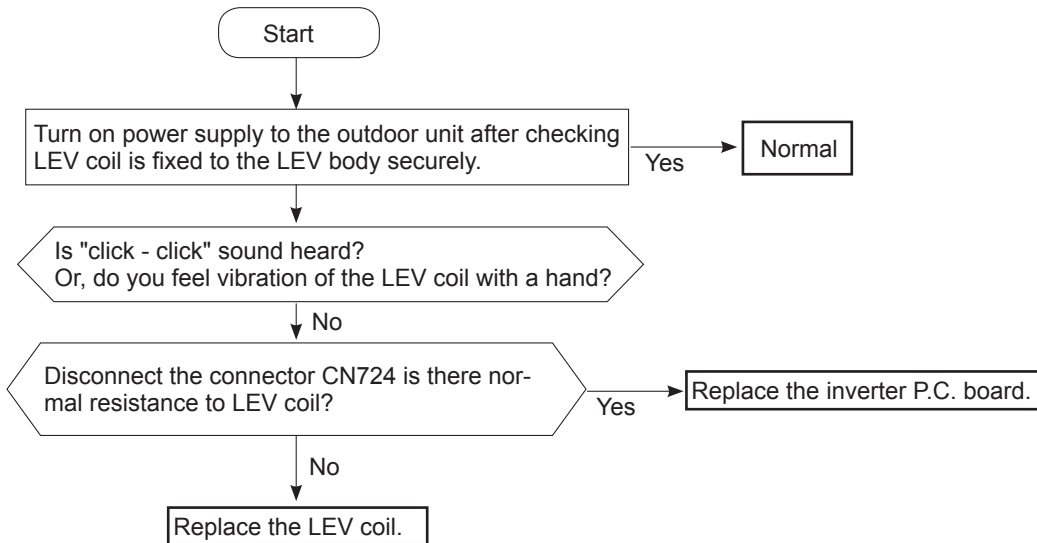 Start
Turn on power supply to the outdoor unit after checking
LEV coil is fixed to the LEV body securely.
Yes
Normal
Is "click - click" sound heard?
Or, do you feel vibration of the LEV coil with a hand?
No
Disconnect the connector CN724 is there nor-
mal resistance to LEV coil?
Yes
Replace the inverter P.C. board.
No
Replace the LEV coil.